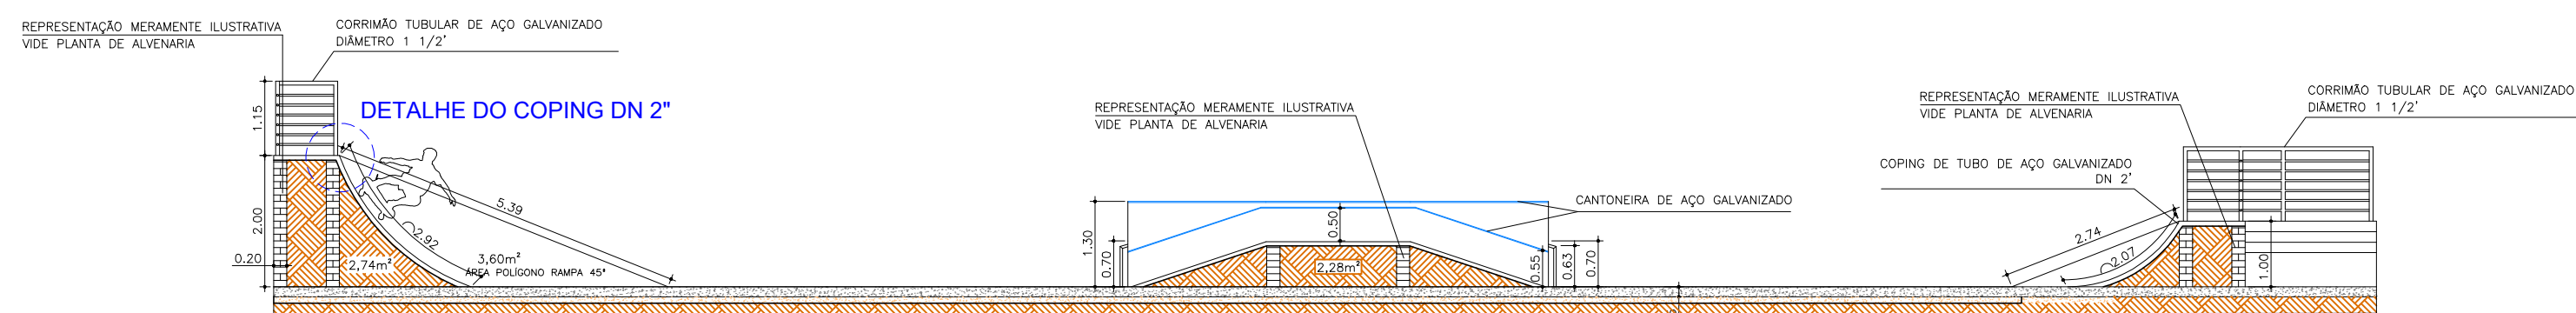 REPRESENTAÇÃO MERAMENTE ILUSTRATIVA
VIDE PLANTA DE ALVENARIA
CORRIMÃO TUBULAR DE AÇO GALVANIZADO
DIÂMETRO 1 1/2'
DETALHE DO COPING DN 2"
1.15
2.00
0.20
5.39
2.92
2,74m²
3,60m²
ÁREA POLÍGONO RAMPA 45°
REPRESENTAÇÃO MERAMENTE ILUSTRATIVA
VIDE PLANTA DE ALVENARIA
CANTONEIRA DE AÇO GALVANIZADO
1.30
0.70
0.50
2,28m²
0.55
0.63
0.70
REPRESENTAÇÃO MERAMENTE ILUSTRATIVA
VIDE PLANTA DE ALVENARIA
CORRIMÃO TUBULAR DE AÇO GALVANIZADO
DIÂMETRO 1 1/2'
COPING DE TUBO DE AÇO GALVANIZADO
DN 2'
2.74
2.07
1.00